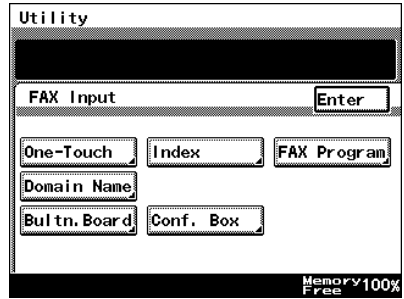 Utility
FAX Input
Enter
One-Touch
Index
FAX Program
Domain Name
Bultn.Board
Conf. Box
Memory
Free
100%